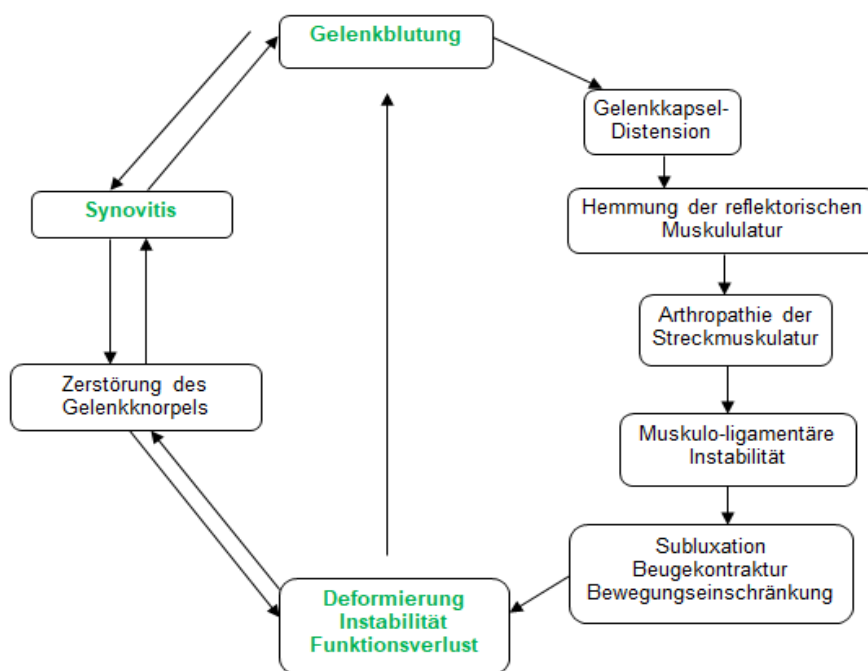 Gelenkblutung
Gelenkkapsel-
Distension
Synovitis
Hemmung der reflektorischen
Muskululatur
Arthropathie der
Streckmuskulatur
Zerstörung des
Gelenkknorpels
Muskulo-ligamentäre
Instabilität
Subluxation
Beugekontraktur
Bewegungseinschränkung
Deformierung
Instabilität
Funktionsverlust